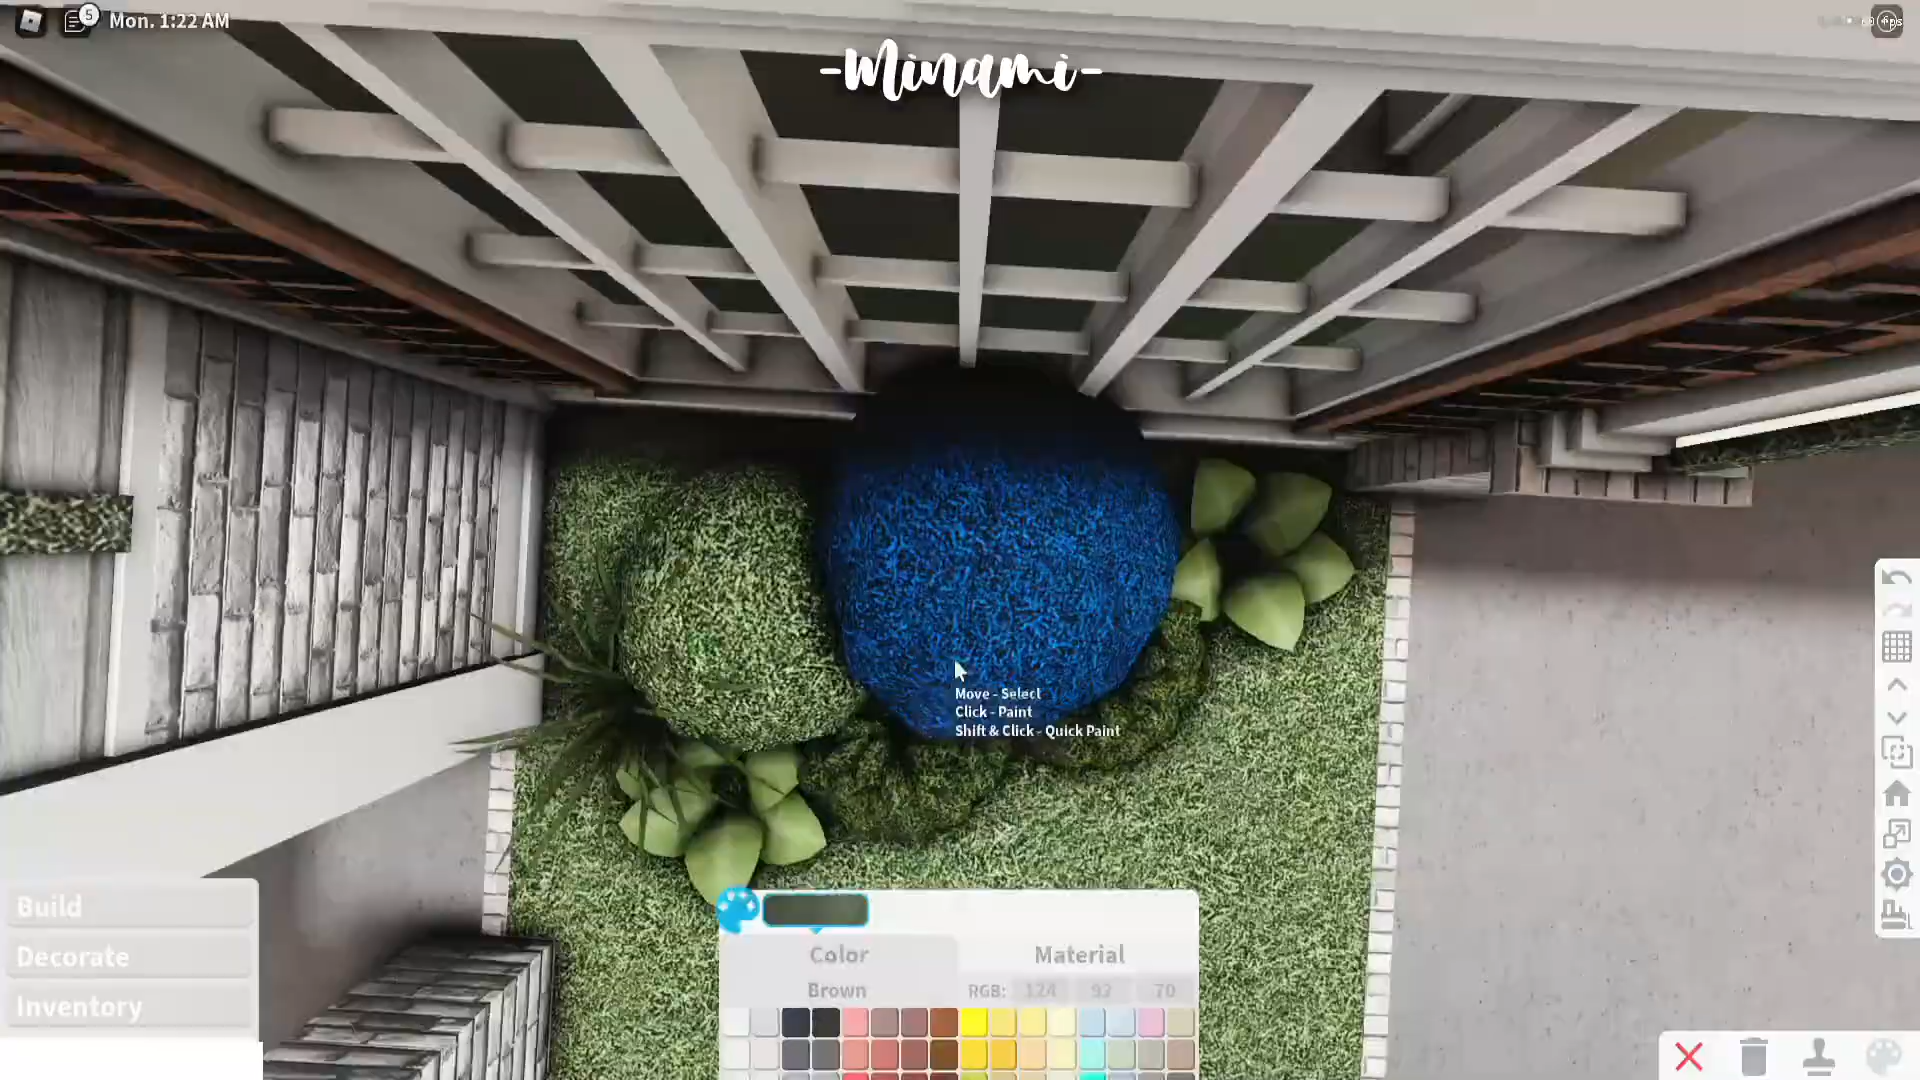 5
Mon. 1:22 AM
-Minami-
Move - Select
Click - Paint
Shift & Click - Quick Paint
Build
Decorate
Inventory
Color
Material
Brown
RGB: 124 92 70